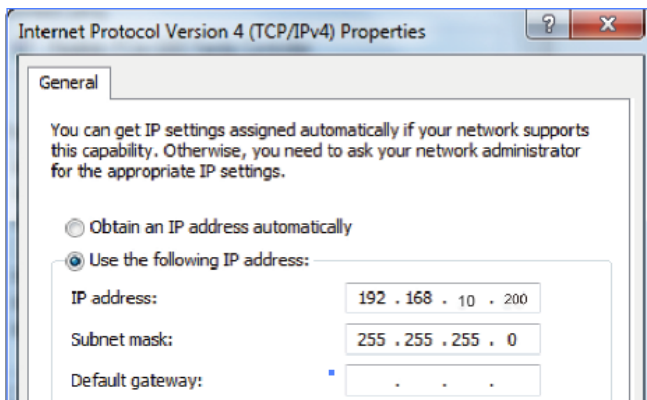 Internet Protocol Version 4 (TCP/IPv4) Properties
?
X
General
You can get IP settings assigned automatically if your network supports
this capability. Otherwise, you need to ask your network administrator
for the appropriate IP settings.
Obtain an IP address automatically
Use the following IP address:
IP address: 192 . 168 . 10 . 200
Subnet mask: 255 . 255 . 255 . 0
Default gateway: . . .